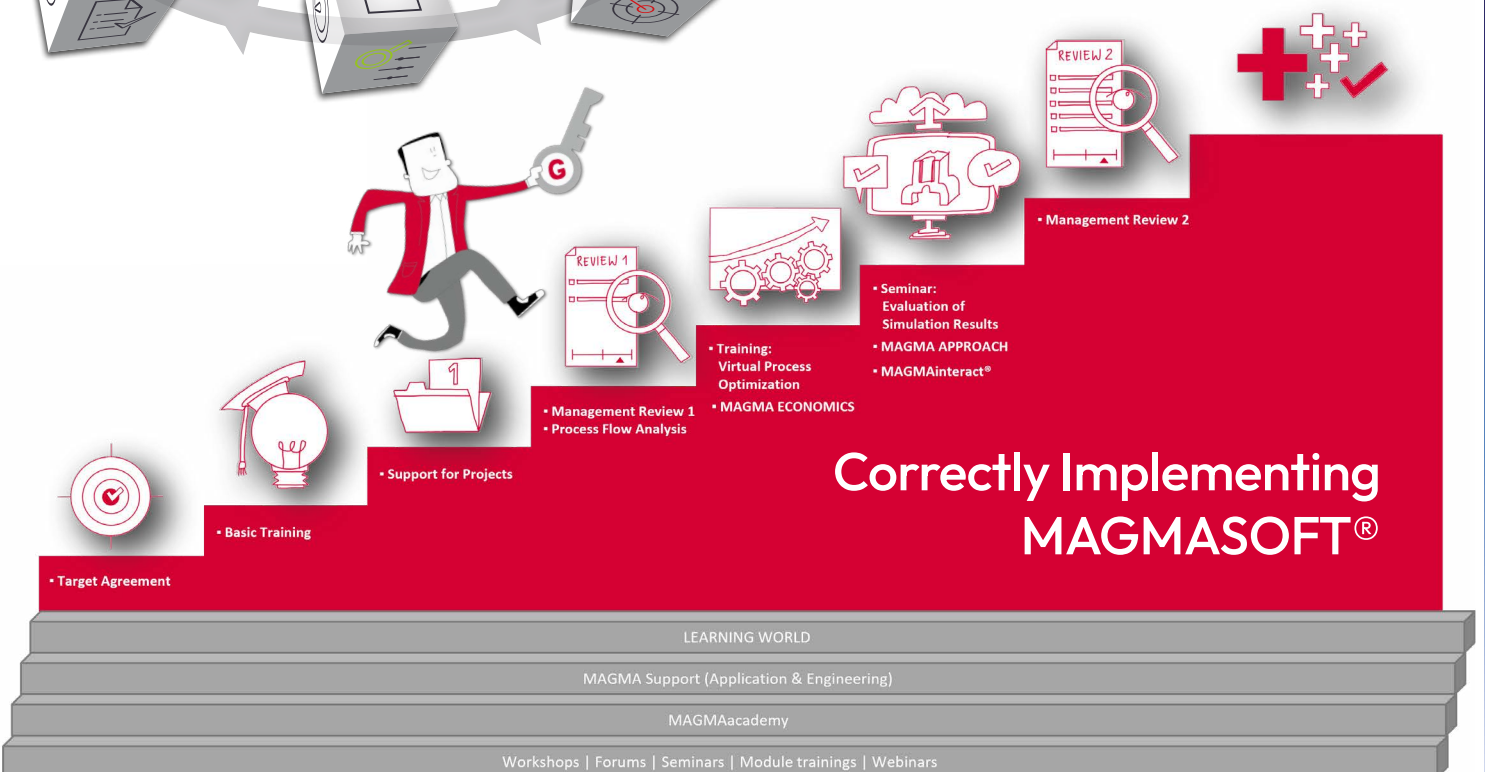 REVIEW 2
G
▪ Management Review 2
REVIEW 1
▪ Seminar:
Evaluation of
Simulation Results
▪ MAGMA APPROACH
▪ MAGMAinteract®
▪ Training:
Virtual Process
Optimization
▪ MAGMA ECONOMICS
1
▪ Management Review 1
▪ Process Flow Analysis
▪ Support for Projects
Correctly Implementing
MAGMASOFT®
▪ Basic Training
▪ Target Agreement
LEARNING WORLD
MAGMA Support (Application & Engineering)
MAGMAacademy
Workshops | Forums | Seminars | Module trainings | Webinars